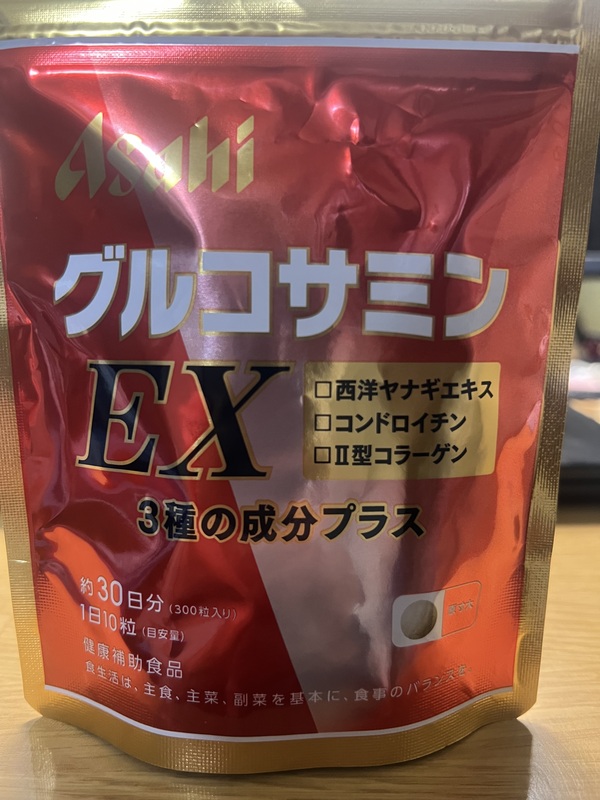 Asahi
グルコサミン
EX
□西洋ヤナギエキス
□コンドロイチン
□Ⅱ型コラーゲン
3種の成分プラス
約30日分(300粒入り)
1日10粒(目安量)
健康補助食品
食生活は、主食、主菜、副菜を基本に、食事のバランスを。